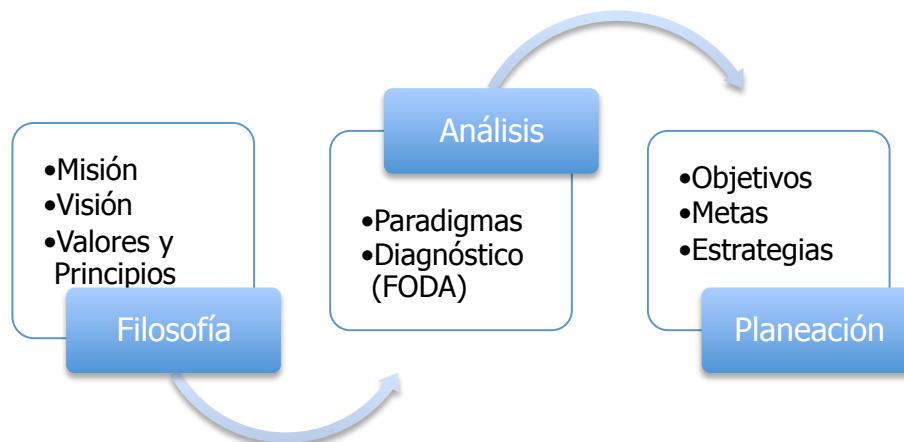 •Misión
•Visión
•Valores y
Principios
Filosofía
Análisis
•Paradigmas
•Diagnóstico
(FODA)
•Objetivos
•Metas
•Estrategias
Planeación